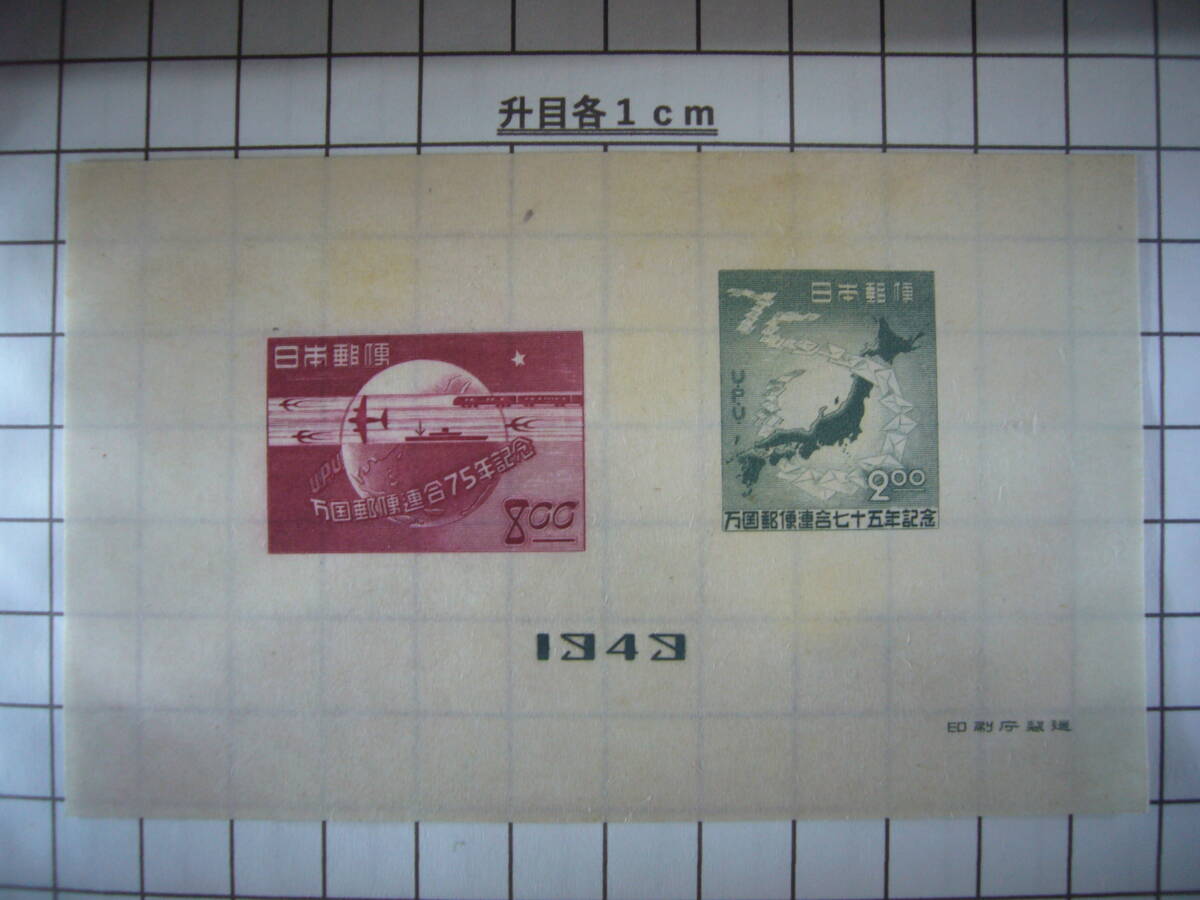 升目各1cm
日本郵便
UPU
万国郵便連合75年記念
8.00
75
日本郵便
U.P.U.
2.00
万国郵便連合七十五年記念
1949
印刷庁製造